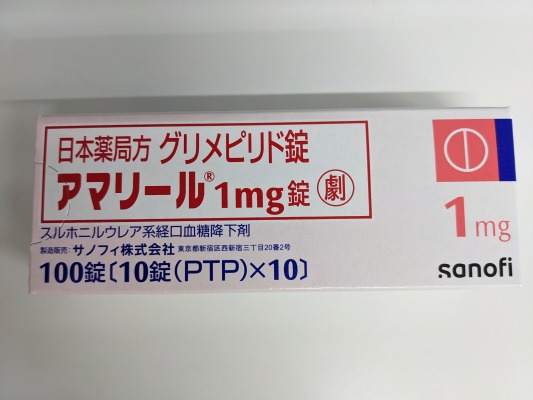 日本薬局方 グリメピリド錠
アマリール®1mg錠 劇
スルホニルウレア系経口血糖降下剤
製造販売: サノフィ株式会社 東京都新宿区西新宿三丁目20番2号
100錠〔10錠(PTP)×10〕
1mg
sanofi